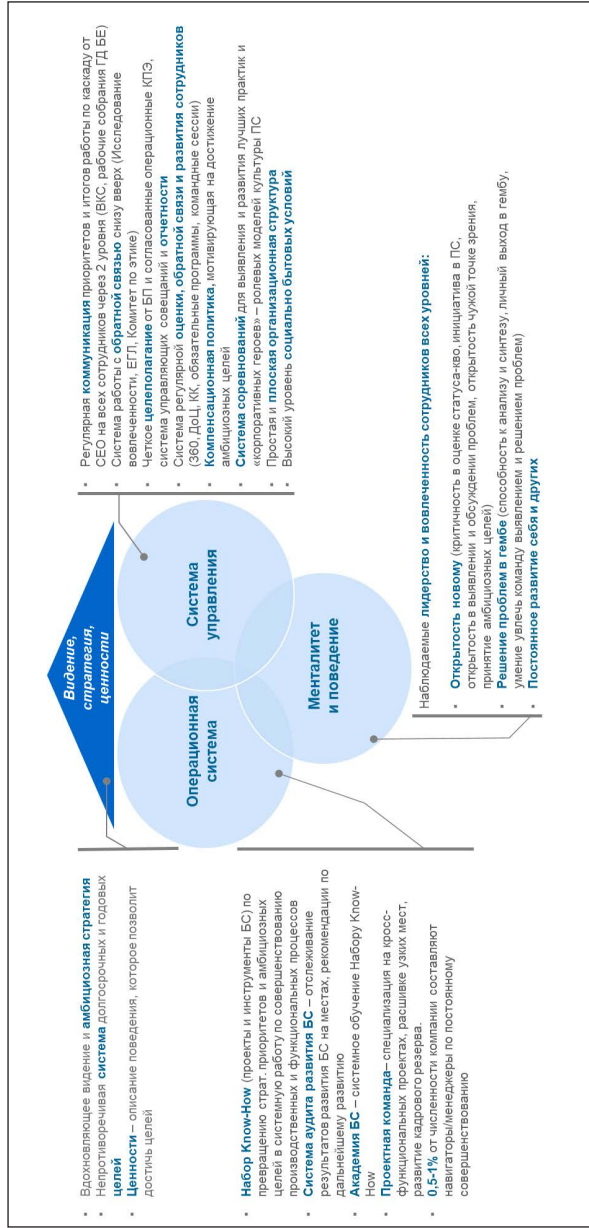 Видение,
стратегия,
ценности
Операционная
система
Система
управления
Менталитет
и поведение
▪ Вдохновляющее видение и амбициозная стратегия
▪ Непротиворечивая система долгосрочных и годовых
целей
▪ Ценности – описание поведения, которое позволит
достичь целей
▪ Набор Know-How (проекты и инструменты БС) по
превращению страт. приоритетов и амбициозных
целей в системную работу по совершенствованию
производственных и функциональных процессов
▪ Система аудита развития БС – отслеживание
результатов развития БС на местах, рекомендации по
дальнейшему развитию
▪ Академия БС – системное обучение Набору Know-
How
▪ Проектная команда– специализация на кросс-
функциональных проектах, расшивке узких мест,
развитие кадрового резерва.
▪ 0,5-1% от численности компании составляют
навигаторы/менеджеры по постоянному
совершенствованию
▪ Регулярная коммуникация приоритетов и итогов работы по каскаду от
CEO на всех сотрудников через 2 уровня (ВКС, рабочие собрания ГД БЕ)
▪ Система работы с обратной связью снизу вверх (Исследование
вовлеченности, ЕГЛ, Комитет по этике)
▪ Четкое целеполагание от БП и согласованные операционные КПЭ,
система управляющих совещаний и отчетности
▪ Система регулярной оценки, обратной связи и развития сотрудников
(360, ДоЦ, КК, обязательные программы, командные сессии)
▪ Компенсационная политика, мотивирующая на достижение
амбициозных целей
▪ Система соревнований для выявления и развития лучших практик и
«корпоративных героев» – ролевых моделей культуры ПС
▪ Простая и плоская организационная структура
▪ Высокий уровень социально бытовых условий
Наблюдаемые лидерство и вовлеченность сотрудников всех уровней:
▪ Открытость новому (критичность в оценке статуса-кво, инициатива в ПС,
открытость в выявлении и обсуждении проблем, открытость чужой точке зрения,
принятие амбициозных целей)
▪ Решение проблем в гембе (способность к анализу и синтезу, личный выход в гембу,
умение увлечь команду выявлением и решением проблем)
▪ Постоянное развитие себя и других